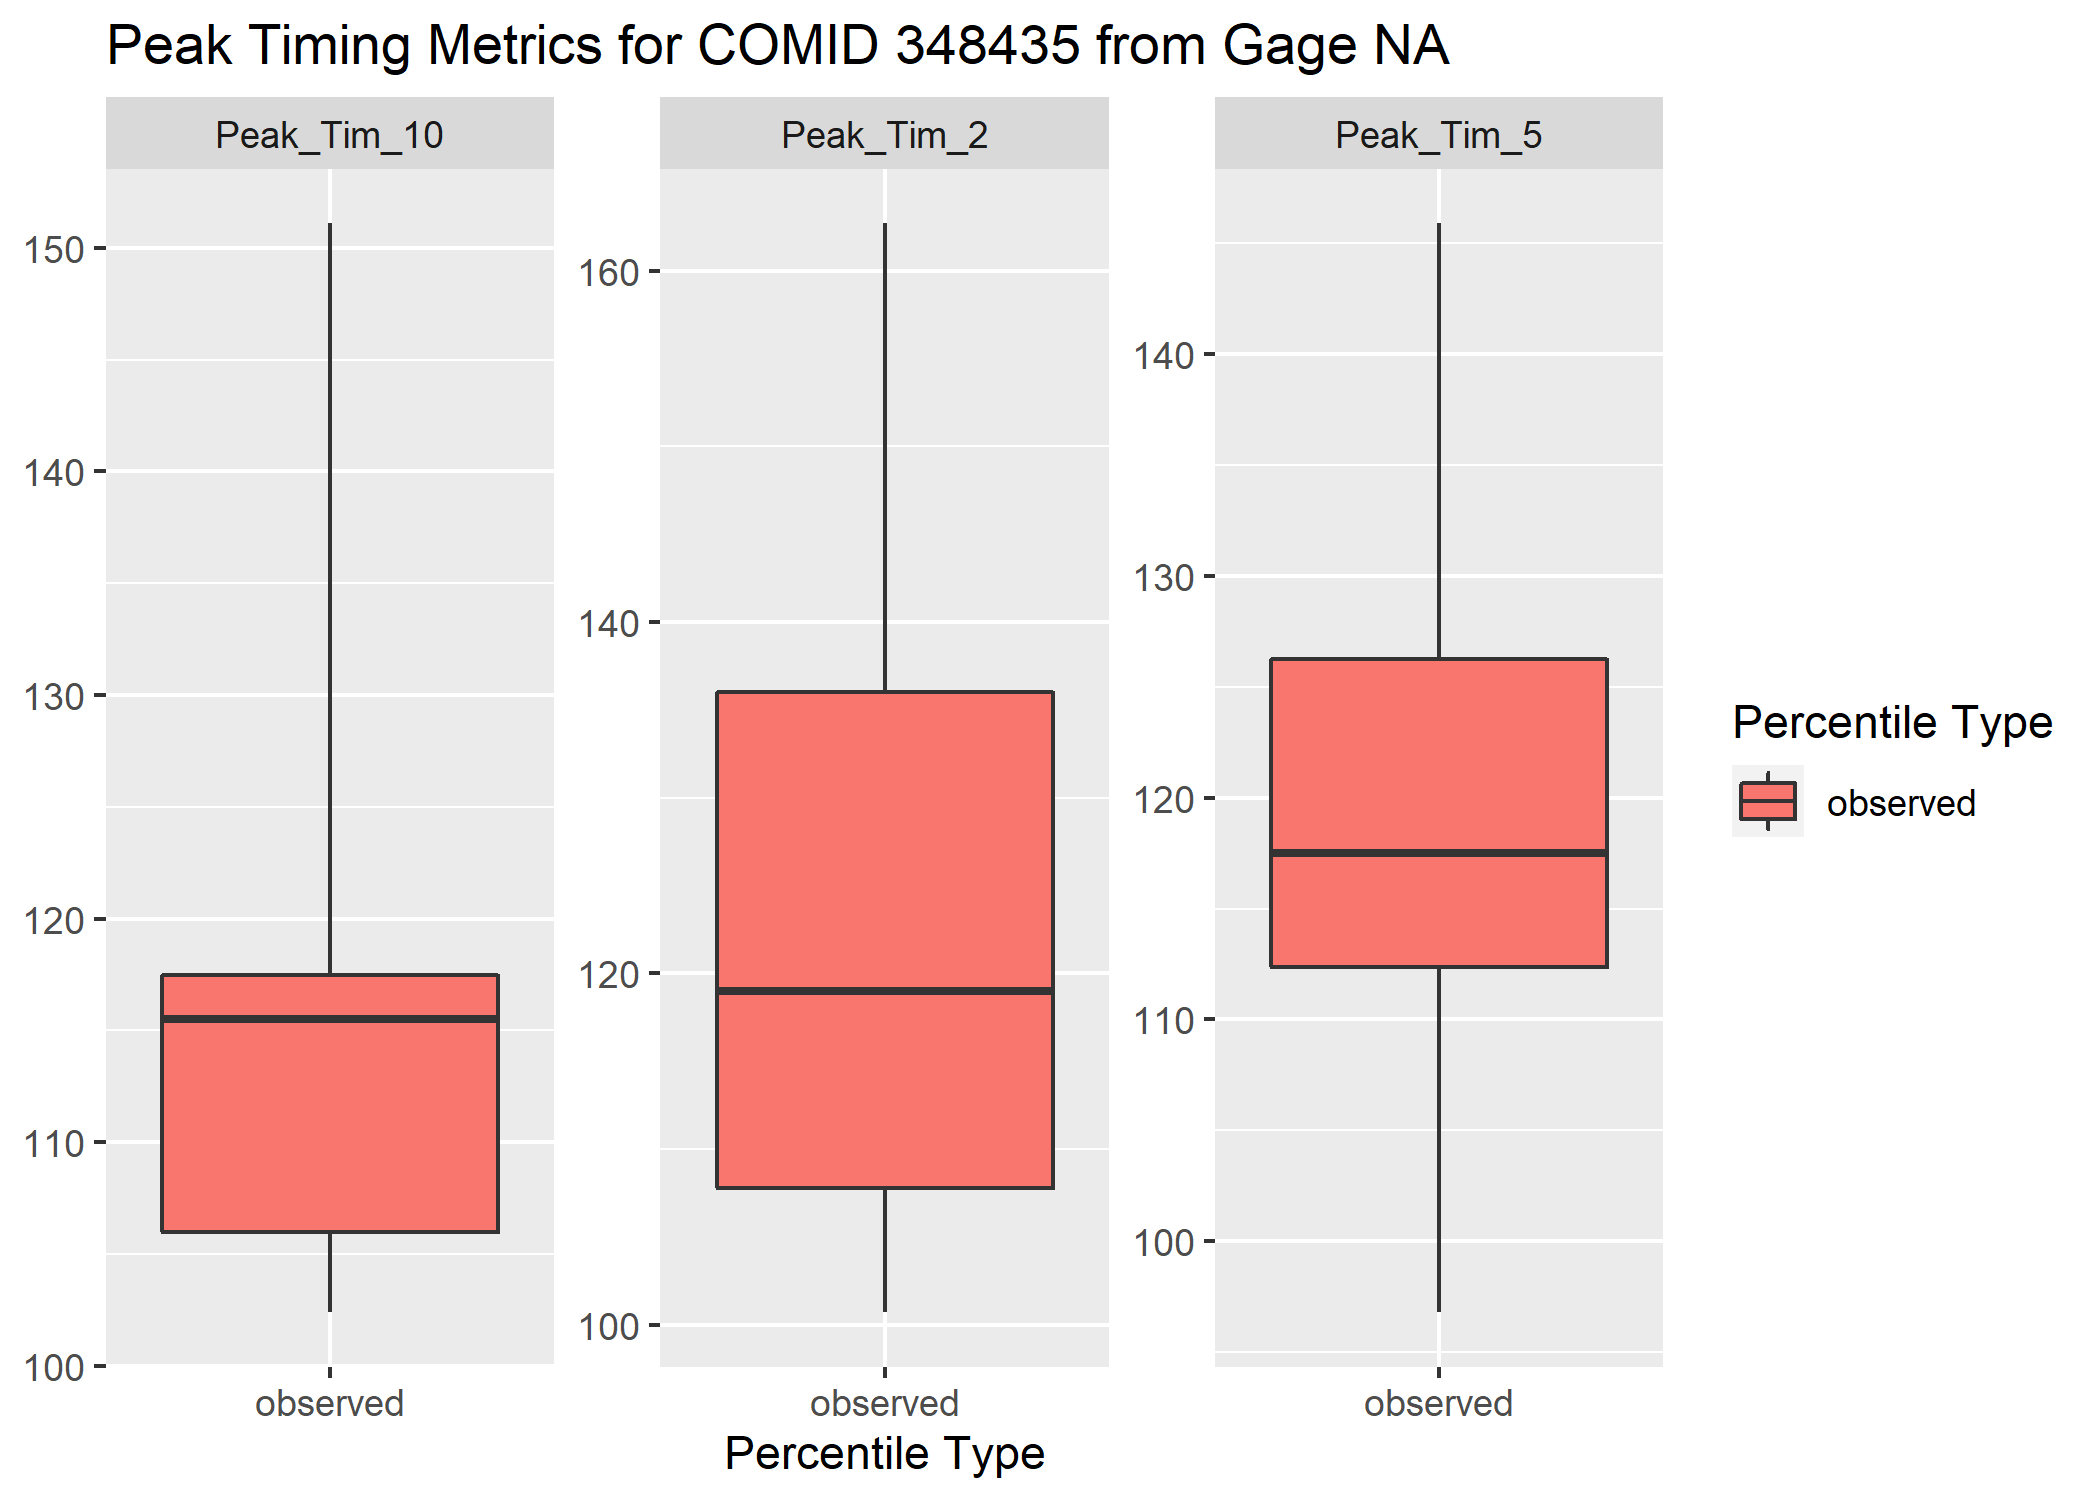 Peak Timing Metrics for COMID 348435 from Gage NA
Peak_Tim_10
Peak_Tim_2
Peak_Tim_5
150
140
130
120
110
100
160
140
120
100
140
130
120
110
100
observed
observed
observed
Percentile Type
Percentile Type
observed